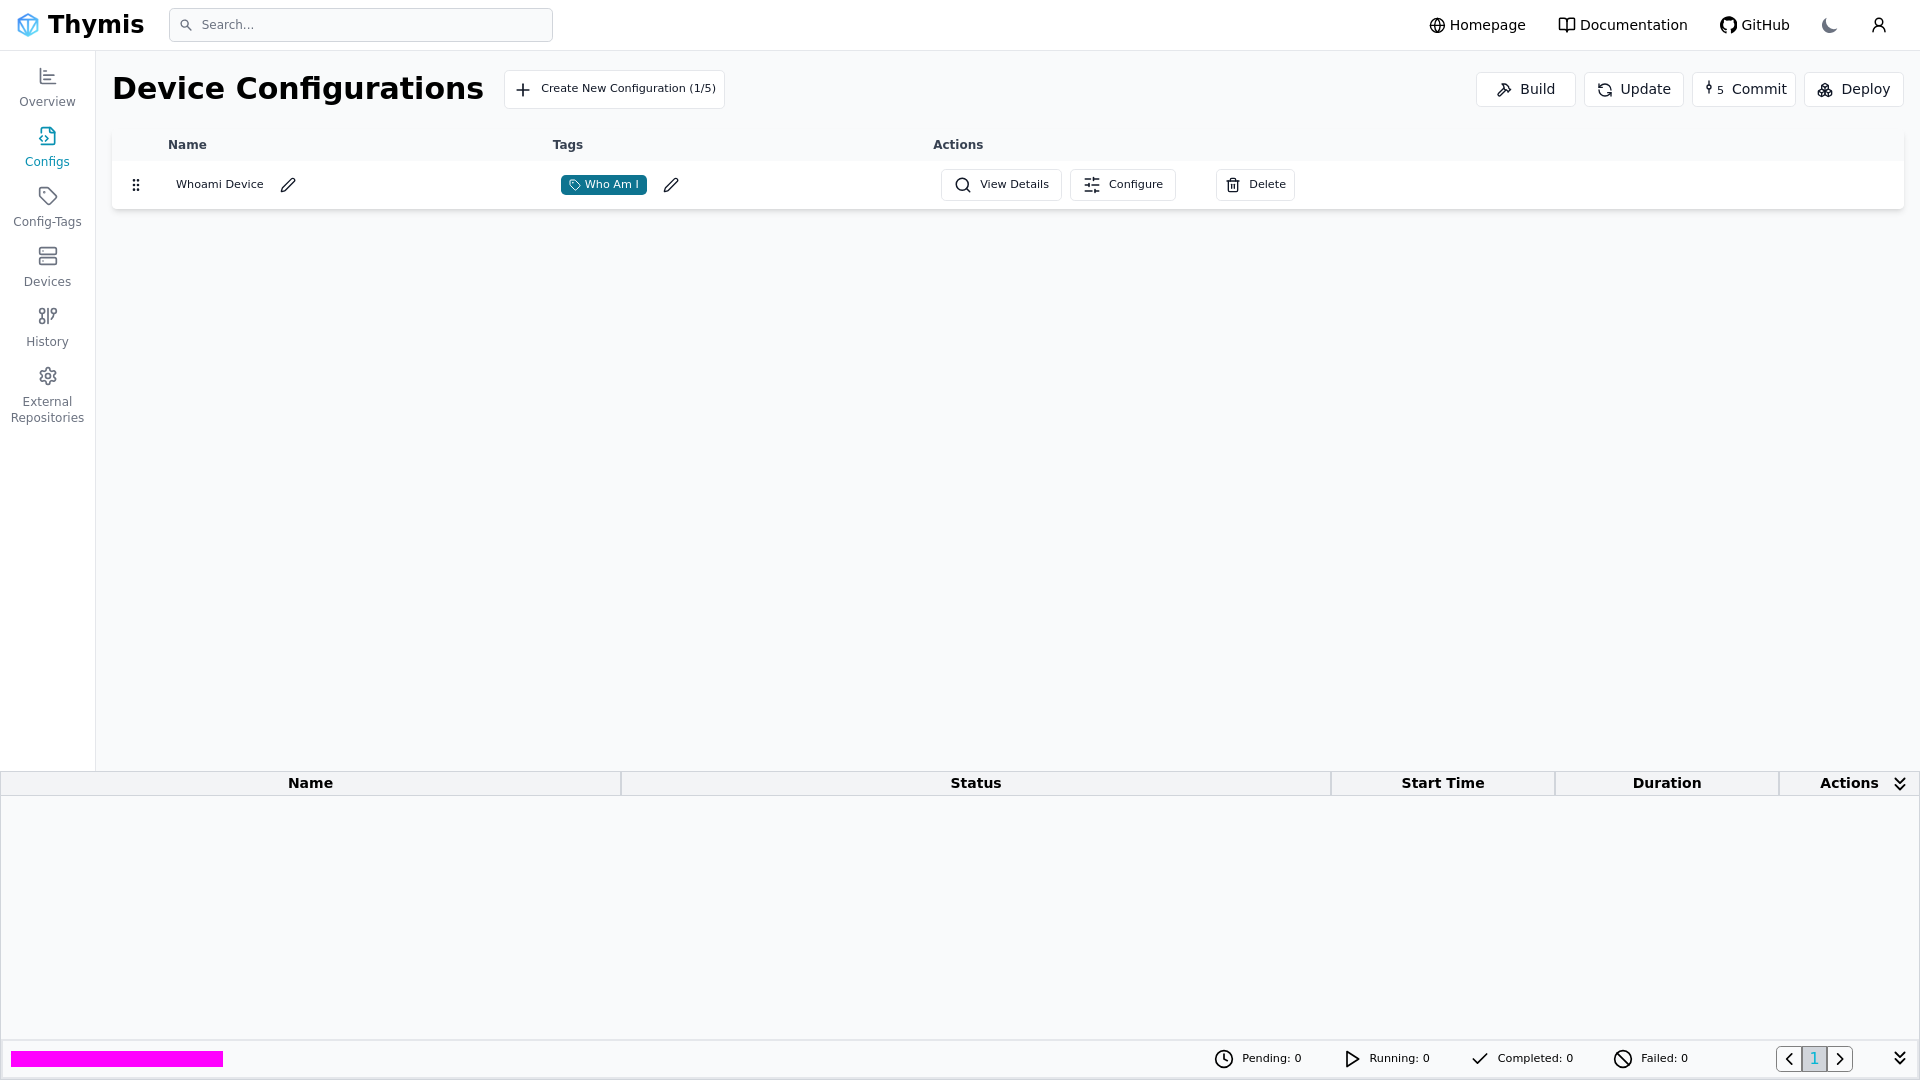 Thymis
Search...
Homepage
Documentation
GitHub
Overview
Configs
Config-Tags
Devices
History
External
Repositories
Device Configurations
Create New Configuration (1/5)
Build
Update
5 Commit
Deploy
Name Tags Actions
Whoami Device Who Am I View Details Configure Delete
Name Status Start Time Duration Actions
Pending: 0 Running: 0 Completed: 0 Failed: 0 1